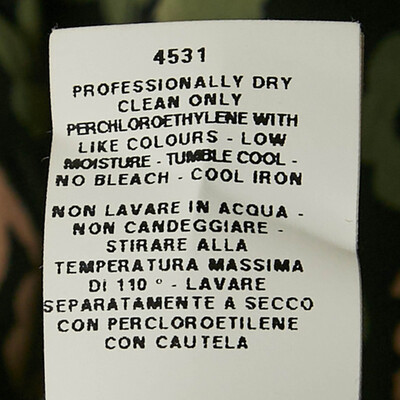 4531
PROFESSIONALLY DRY
CLEAN ONLY
PERCHLOROETHYLENE WITH
LIKE COLOURS - LOW
MOISTURE - TUMBLE COOL -
NO BLEACH - COOL IRON
NON LAVARE IN ACQUA -
NON CANDEGGIARE -
STIRARE ALLA
TEMPERATURA MASSIMA
DI 110 ° - LAVARE
SEPARATAMENTE A SECCO
CON PERCLOROETILENE
CON CAUTELA